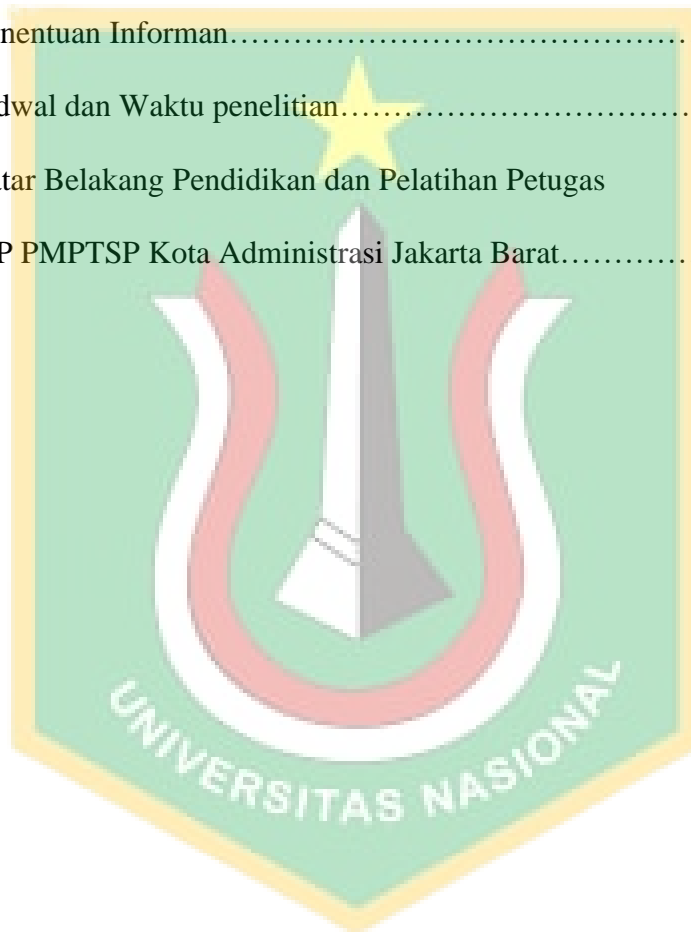 nentuan Informan…………………………………
dwal dan Waktu penelitian……………………………
tar Belakang Pendidikan dan Pelatihan Petugas
P PMPTSP Kota Administrasi Jakarta Barat…………
UNIVERSITAS NASIONAL